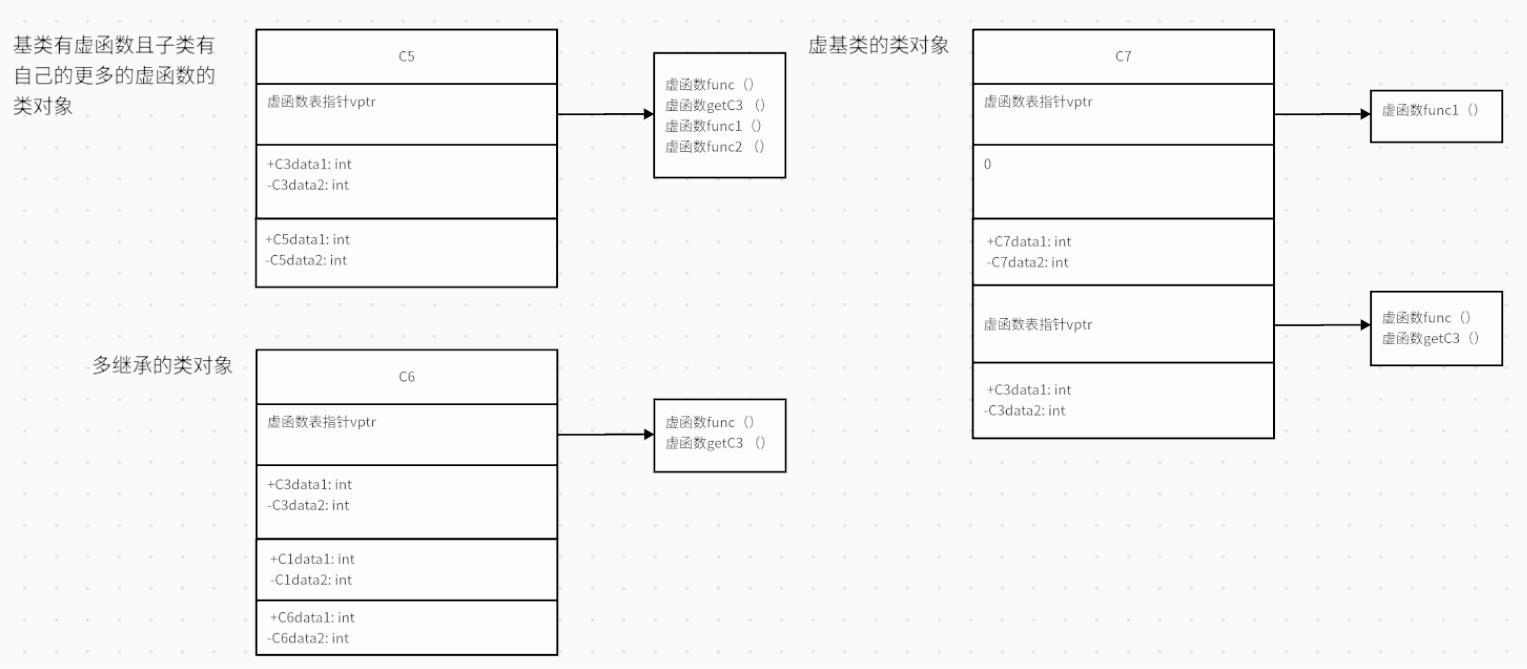 基类有虚函数且子类有
自己的更多的虚函数的
类对象
C5
虚函数表指针vptr
+C3data1: int
-C3data2: int
+C5data1: int
-C5data2: int
虚函数func（）
虚函数getC3 （）
虚函数func1（）
虚函数func2 （）
多继承的类对象
C6
虚函数表指针vptr
+C3data1: int
-C3data2: int
+C1data1: int
-C1data2: int
+C6data1: int
-C6data2: int
虚函数func（）
虚函数getC3 （）
虚基类的类对象
C7
虚函数表指针vptr
0
+C7data1: int
-C7data2: int
虚函数表指针vptr
+C3data1: int
-C3data2: int
虚函数func1（）
虚函数func（）
虚函数getC3（）